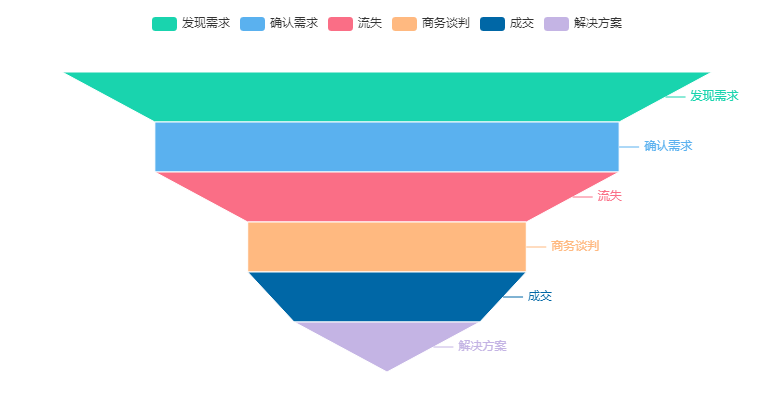 发现需求 确认需求 流失 商务谈判 成交 解决方案
发现需求
确认需求
流失
商务谈判
成交
解决方案